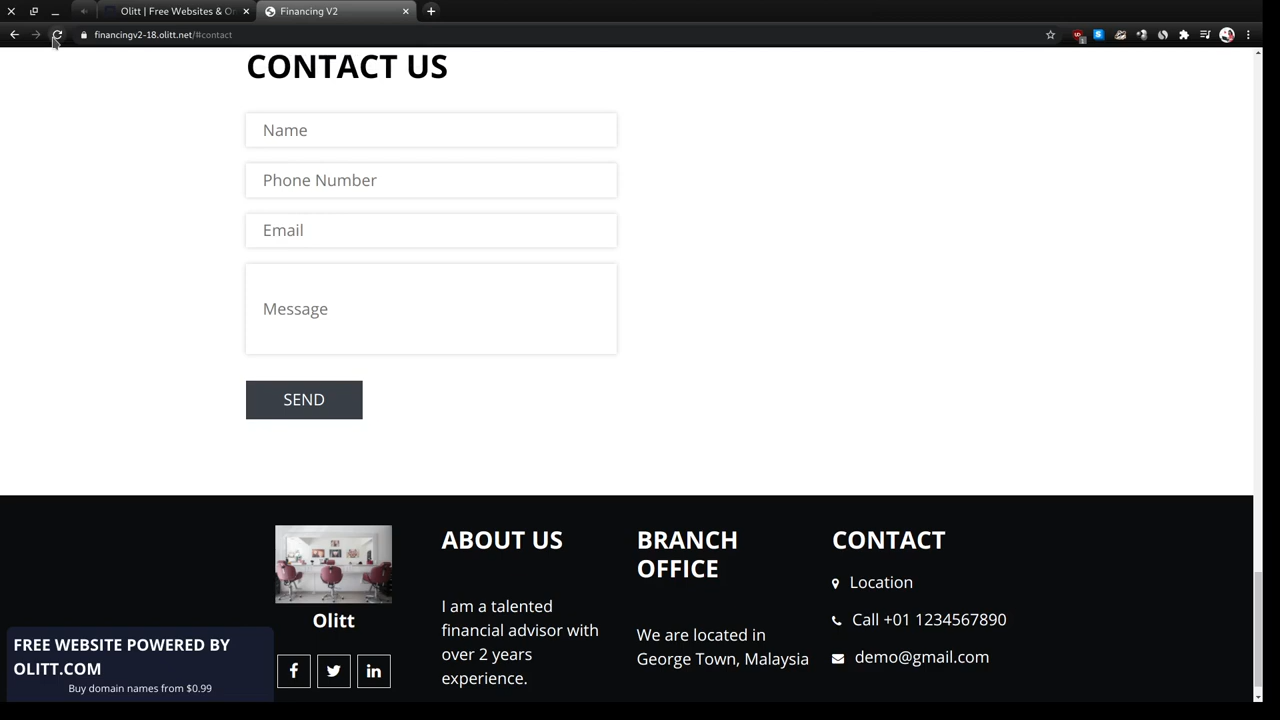 Olitt | Free Websites & O
Financing V2
financingv2-18.olitt.net/#contact
CONTACT US
Name
Phone Number
Email
Message
SEND
Olitt
ABOUT US
I am a talented
financial advisor with
over 2 years
experience.
BRANCH
OFFICE
We are located in
George Town, Malaysia
CONTACT
Location
Call +01 1234567890
demo@gmail.com
FREE WEBSITE POWERED BY
OLITT.COM
Buy domain names from $0.99